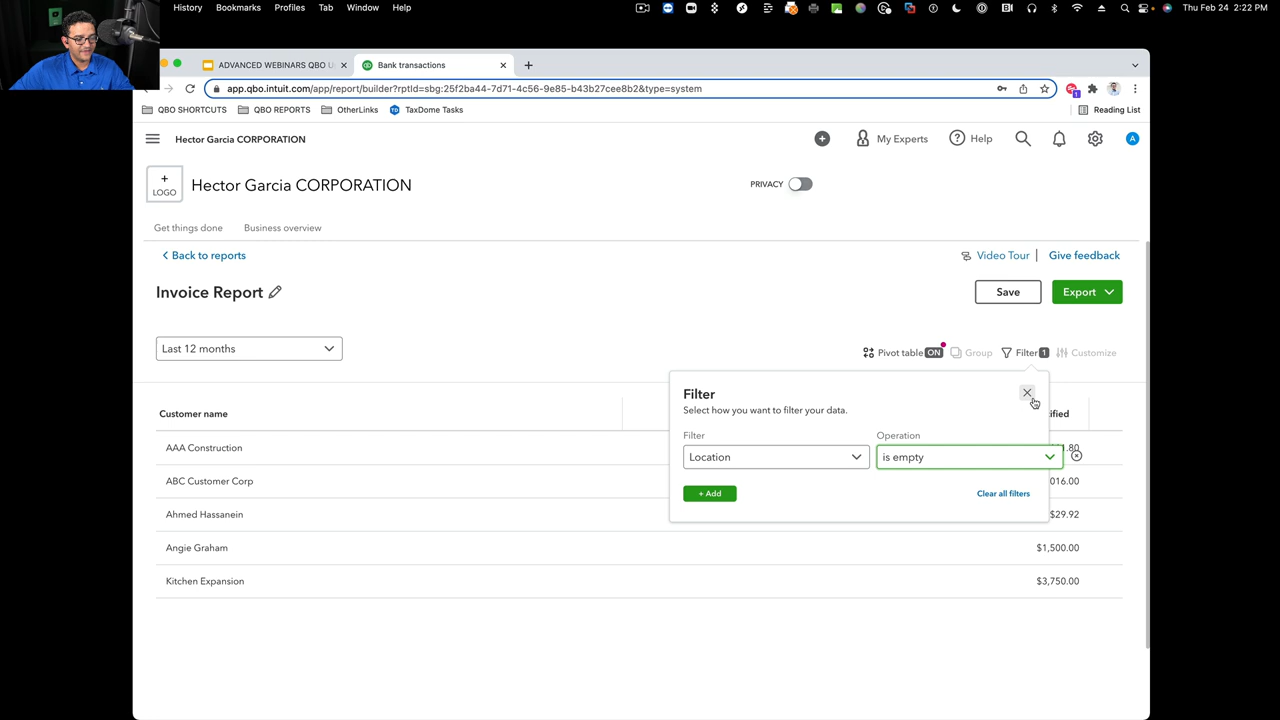 History Bookmarks Profiles Tab Window Help Thu Feb 24 2:22 PM
ADVANCED WEBINARS QBO U Bank transactions
app.qbo.intuit.com/app/report/builder?rptId=sbg:25f2ba44-7d71-4c56-9e85-b43b27cee8b2&type=system
QBO SHORTCUTS QBO REPORTS OtherLinks TaxDome Tasks Reading List
Hector Garcia CORPORATION My Experts Help A
+ LOGO
Hector Garcia CORPORATION PRIVACY
Get things done Business overview
Back to reports Video Tour | Give feedback
Invoice Report Save Export
Last 12 months Pivot table ON Group Filter 1 Customize
Filter
Select how you want to filter your data.
Customer name
Filter Operation
Location is empty
+ Add Clear all filters
AAA Construction
ABC Customer Corp 016.00
Ahmed Hassanein $29.92
Angie Graham $1,500.00
Kitchen Expansion $3,750.00